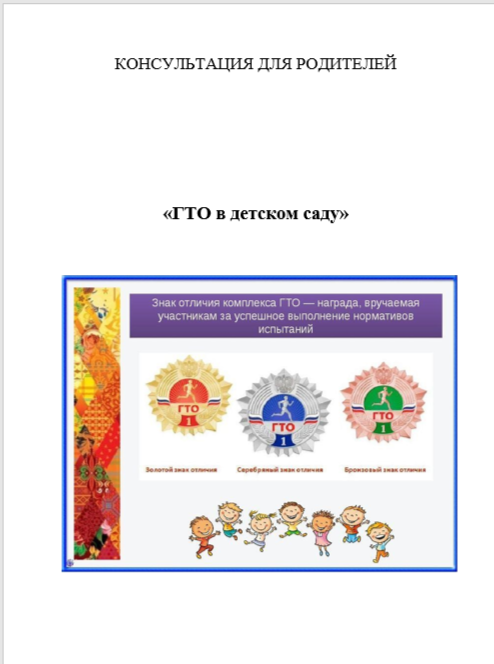 КОНСУЛЬТАЦИЯ ДЛЯ РОДИТЕЛЕЙ
«ГТО в детском саду»
Знак отличия комплекса ГТО — награда, вручаемая
участникам за успешное выполнение нормативов
испытаний
ГТО
1
ГТО
1
ГТО
1
Золотой знак отличия
Серебряный знак отличия
Бронзовый знак отличия